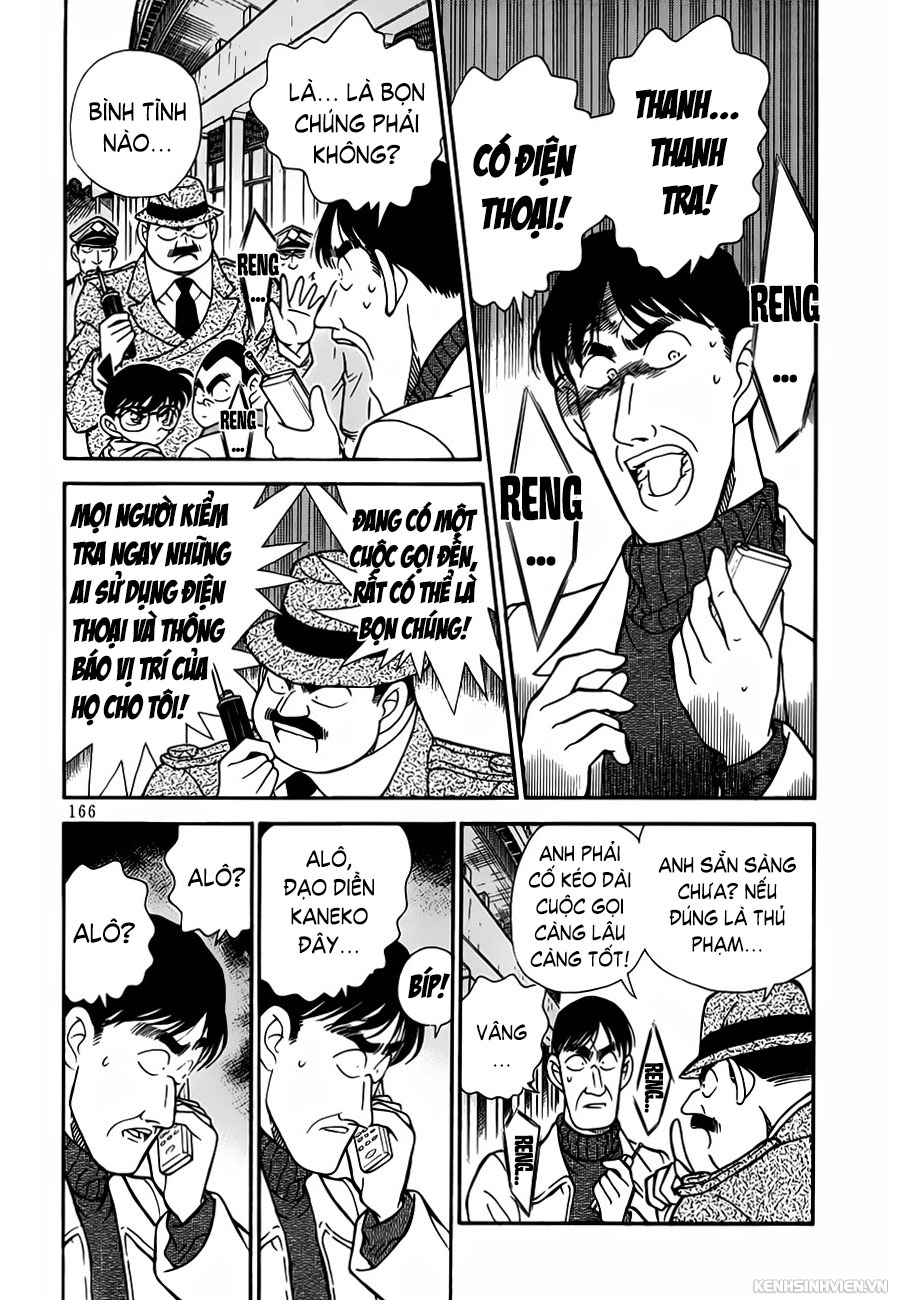 THANH...
THANH
TRA!
CÓ ĐIỆN
THOẠI!
RENG
...
RENG
...
LÀ... LÀ BỌN
CHÚNG PHẢI
KHÔNG?
BÌNH TĨNH
NÀO...
RENG
...
RENG
...
ĐANG CÓ MỘT
CUỘC GỌI ĐẾN,
RẤT CÓ THỂ LÀ
BỌN CHÚNG!
MỌI NGƯỜI KIỂM
TRA NGAY NHỮNG
AI SỬ DỤNG ĐIỆN
THOẠI VÀ THÔNG
BÁO VỊ TRÍ CỦA
HỌ CHO TÔI!
166
ANH SẲN SÀNG
CHƯA? NẾU
ĐÚNG LÀ THỦ
PHẠM...
ANH PHẢI
CỐ KÉO DÀI
CUỘC GỌI
CÀNG LÂU
CÀNG TỐT!
VÂNG
...
RENG...
RENG...
BÍP!
ALÔ,
ĐẠO DIỂN
KANEKO
ĐÂY...
ALÔ?
ALÔ?
KENHSINHVIEN.VN